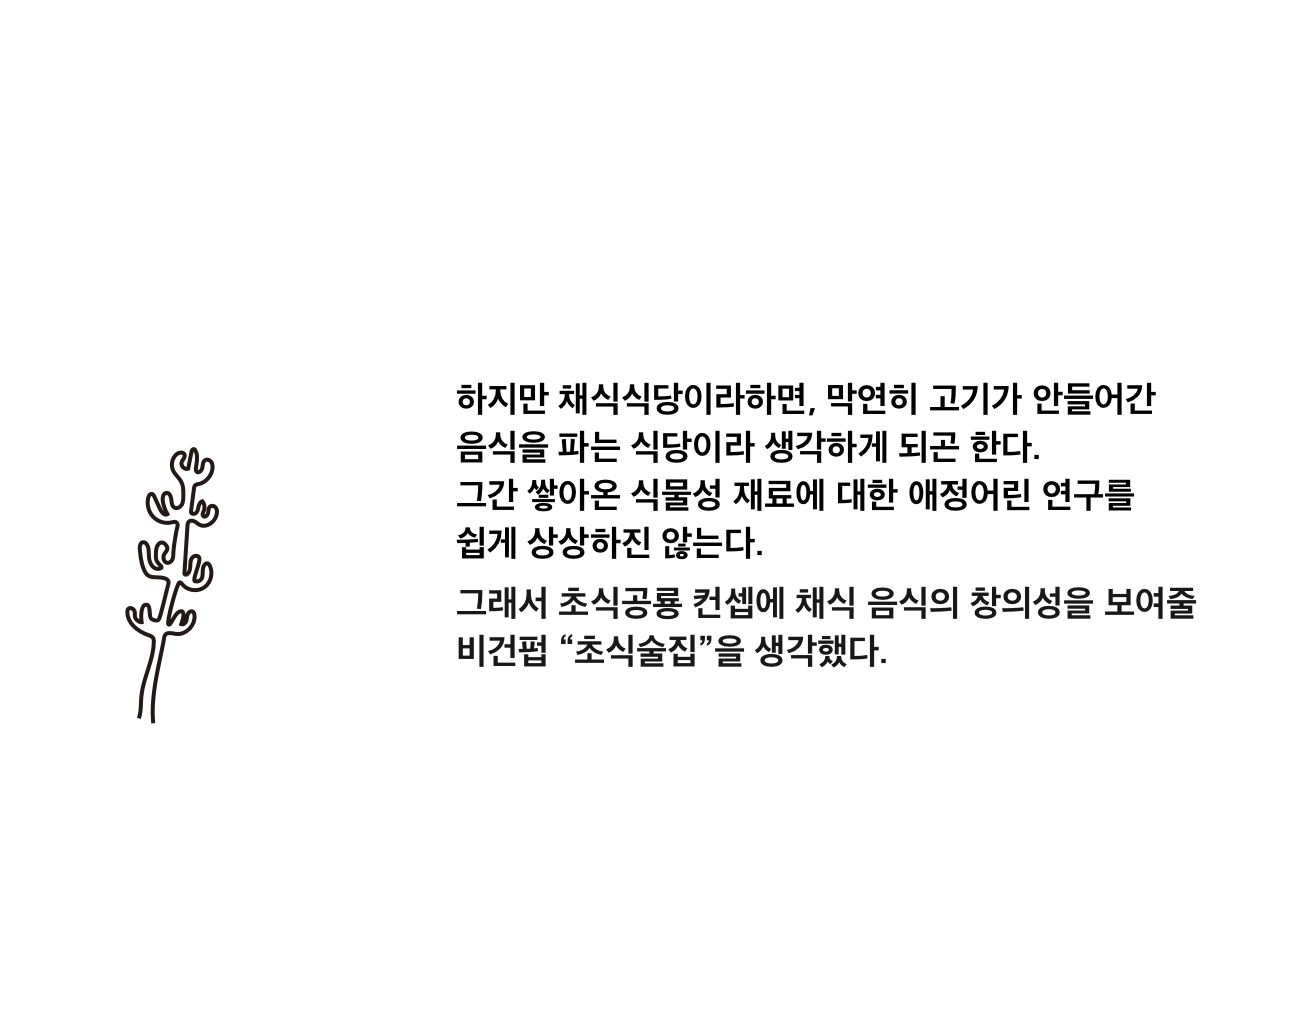 하지만 채식식당이라하면, 막연히 고기가 안들어간
음식을 파는 식당이라 생각하게 되곤 한다.
그간 쌓아온 식물성 재료에 대한 애정어린 연구를
쉽게 상상하진 않는다.
그래서 초식공룡 컨셉에 채식 음식의 창의성을 보여줄
비건펍 “초식술집”을 생각했다.